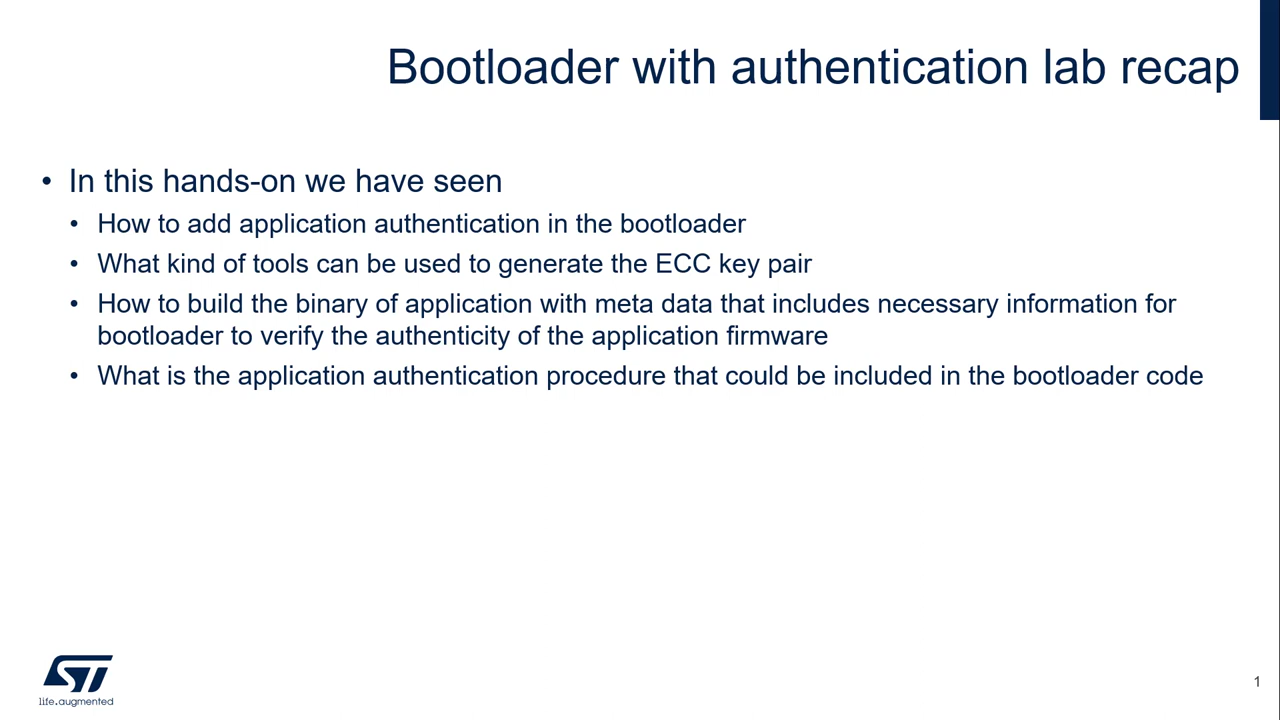 Bootloader with authentication lab recap
• In this hands-on we have seen
• How to add application authentication in the bootloader
• What kind of tools can be used to generate the ECC key pair
• How to build the binary of application with meta data that includes necessary information for
bootloader to verify the authenticity of the application firmware
• What is the application authentication procedure that could be included in the bootloader code
ST
life.augmented
1